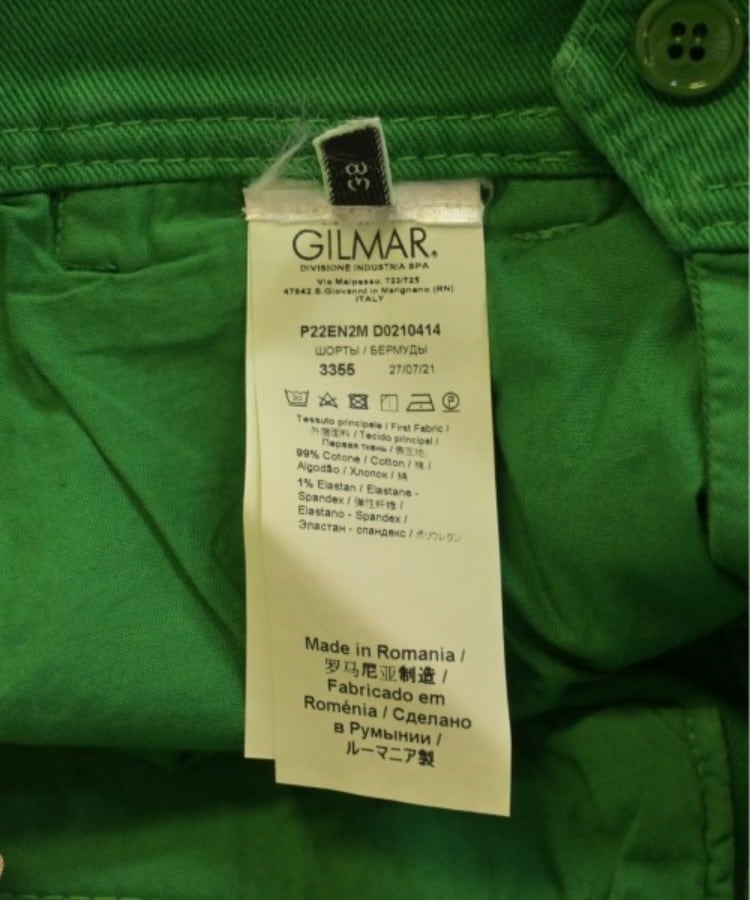 38
GILMAR®
DIVISIONE INDUSTRIA SPA
Via Malpasso, 723/725
47842 S.Giovanni in Marignano (RN)
ITALY
P22EN2M D0210414
ШОРТЫ / БЕРМУДЫ
3355 27/07/21
30
P
Tessuto principale / First Fabric /
外层面料 / Tecido principal /
Первая ткань / 表生地:
99% Cotone / Cotton / 棉 /
Algodão / Хлопок / 綿
1% Elastan / Elastane -
Spandex / 弹性纤维 /
Elastano - Spandex /
Эластан - спандекс / ポリウレタン
Made in Romania /
罗马尼亚制造 /
Fabricado em
Roménia / Сделано
в Румынии /
ルーマニア製